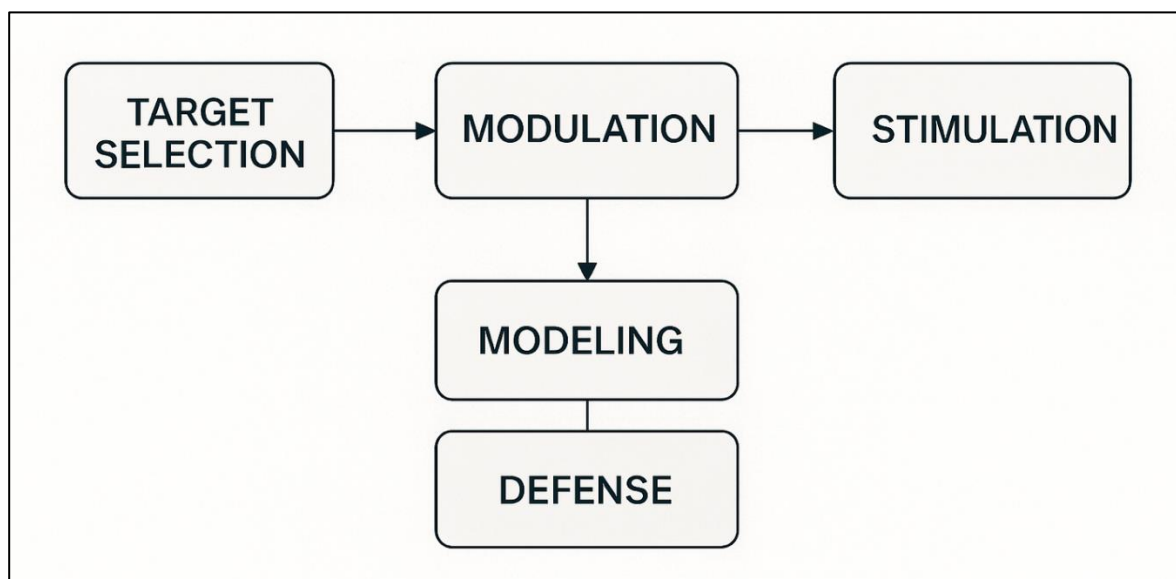 TARGET
SELECTION
MODULATION
STIMULATION
MODELING
DEFENSE